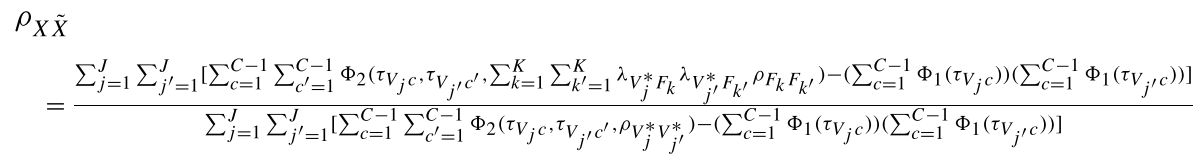 ρ_{XX̃}
= \frac{\sum_{j=1}^{J} \sum_{j'=1}^{J} [\sum_{c=1}^{C-1} \sum_{c'=1}^{C-1} \Phi_2(\tau_{V_j c}, \tau_{V_{j'} c'}, \sum_{k=1}^{K} \sum_{k'=1}^{K} \lambda_{V_j^* F_k} \lambda_{V_{j'}^* F_{k'}} \rho_{F_k F_{k'}}) - (\sum_{c=1}^{C-1} \Phi_1(\tau_{V_j c}))(\sum_{c=1}^{C-1} \Phi_1(\tau_{V_{j'} c}))]}{\sum_{j=1}^{J} \sum_{j'=1}^{J} [\sum_{c=1}^{C-1} \sum_{c'=1}^{C-1} \Phi_2(\tau_{V_j c}, \tau_{V_{j'} c'}, \rho_{V_j^* V_{j'}^*}) - (\sum_{c=1}^{C-1} \Phi_1(\tau_{V_j c}))(\sum_{c=1}^{C-1} \Phi_1(\tau_{V_{j'} c}))]}